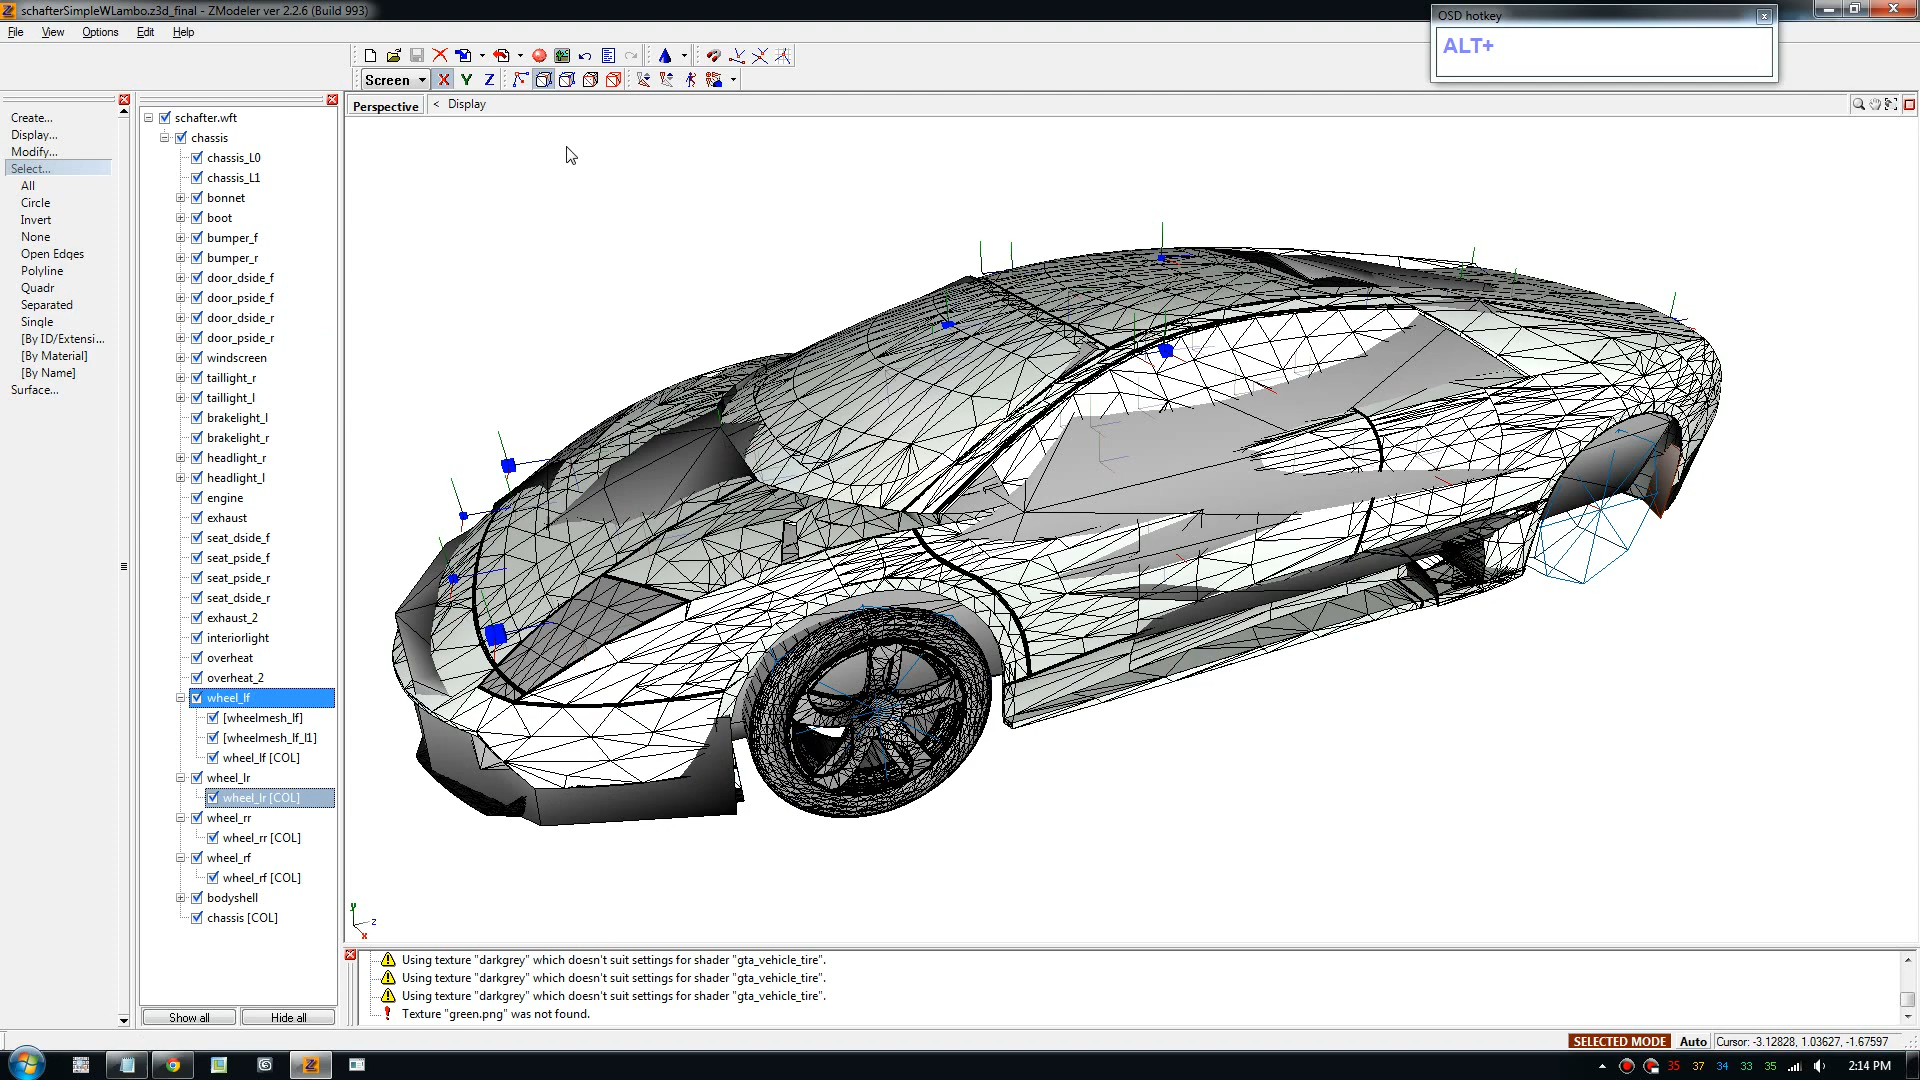 schafterSimpleWLambo.z3d_final - ZModeler ver 2.2.6 (Build 993)
OSD hotkey
ALT+
File View Options Edit Help
Screen X Y Z
Perspective < Display
Create...
Display...
Modify...
Select...
All
Circle
Invert
None
Open Edges
Polyline
Quadr
Separated
Single
[By ID/Extensi...
[By Material]
[By Name]
Surface...
schafter.wft
chassis
chassis_L0
chassis_L1
bonnet
boot
bumper_f
bumper_r
door_dside_f
door_pside_f
door_dside_r
door_pside_r
windscreen
taillight_r
taillight_l
brakelight_l
brakelight_r
headlight_r
headlight_l
engine
exhaust
seat_dside_f
seat_pside_f
seat_pside_r
seat_dside_r
exhaust_2
interiorlight
overheat
overheat_2
wheel_lf
[wheelmesh_lf]
[wheelmesh_lf_l1]
wheel_lf [COL]
wheel_lr
wheel_lr [COL]
wheel_rr
wheel_rr [COL]
wheel_rf
wheel_rf [COL]
bodyshell
chassis [COL]
Show all Hide all
y
z
x
Using texture "darkgrey" which doesn't suit settings for shader "gta_vehicle_tire".
Using texture "darkgrey" which doesn't suit settings for shader "gta_vehicle_tire".
Using texture "darkgrey" which doesn't suit settings for shader "gta_vehicle_tire".
Texture "green.png" was not found.
SELECTED MODE Auto Cursor: -3.12828, 1.03627, -1.67597
35 37 34 33 35 2:14 PM